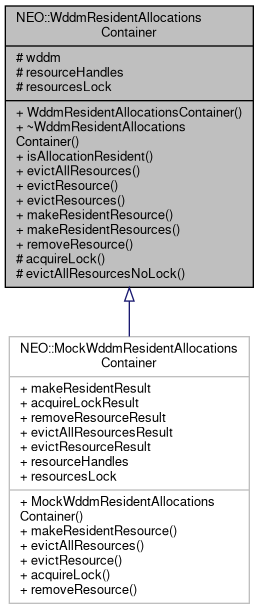 NEO::WddmResidentAllocations
Container
# wddm
# resourceHandles
# resourcesLock
+ WddmResidentAllocationsContainer()
+ ~WddmResidentAllocations
Container()
+ isAllocationResident()
+ evictAllResources()
+ evictResource()
+ evictResources()
+ makeResidentResource()
+ makeResidentResources()
+ removeResource()
# acquireLock()
# evictAllResourcesNoLock()
NEO::MockWddmResidentAllocations
Container
+ makeResidentResult
+ acquireLockResult
+ removeResourceResult
+ evictAllResourcesResult
+ evictResourceResult
+ resourceHandles
+ resourcesLock
+ MockWddmResidentAllocations
Container()
+ makeResidentResource()
+ evictAllResources()
+ evictResource()
+ acquireLock()
+ removeResource()